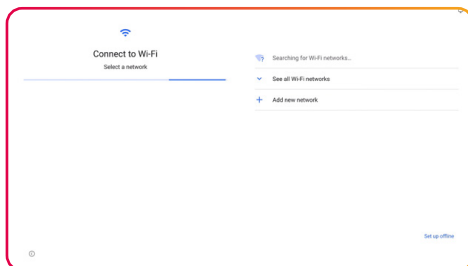 Connect to Wi-Fi
Select a network
Searching for Wi-Fi networks...
See all Wi-Fi networks
Add new network
Set up offline